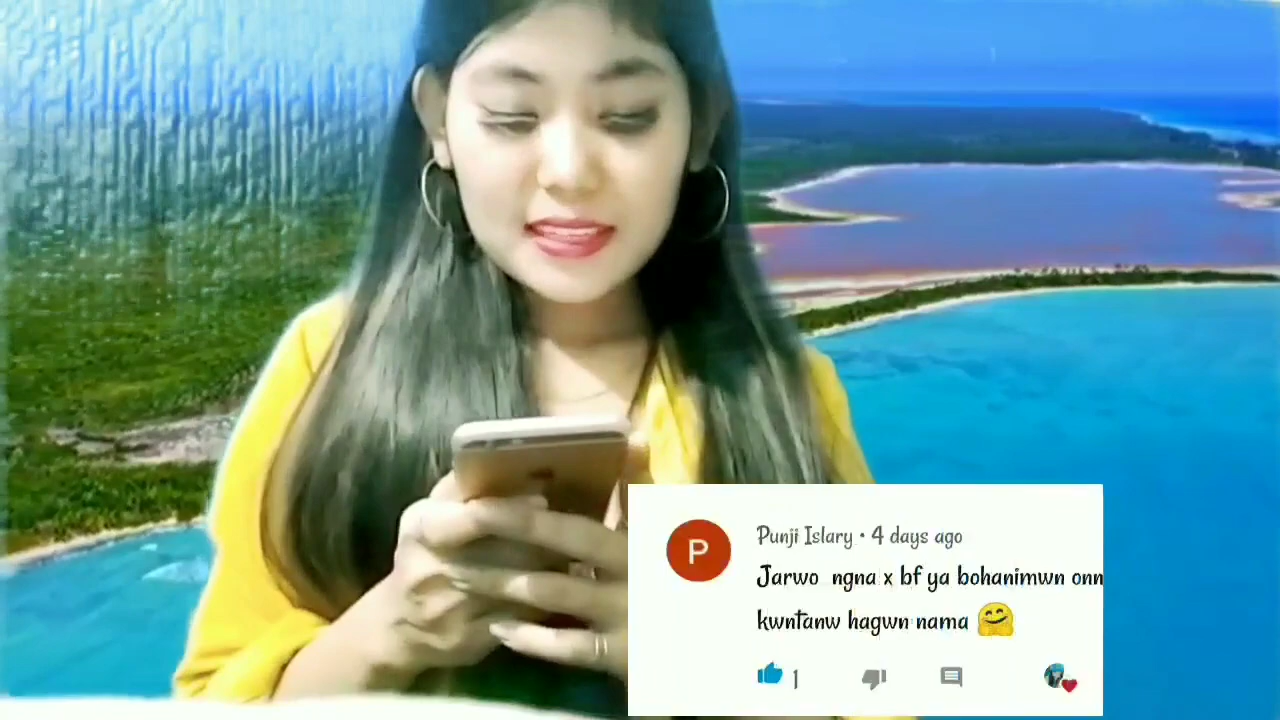 P
Punji Islary • 4 days ago
Jarwo ngna x bf ya bohanimwn onn
kwntanw hagwn nama 🤗
1